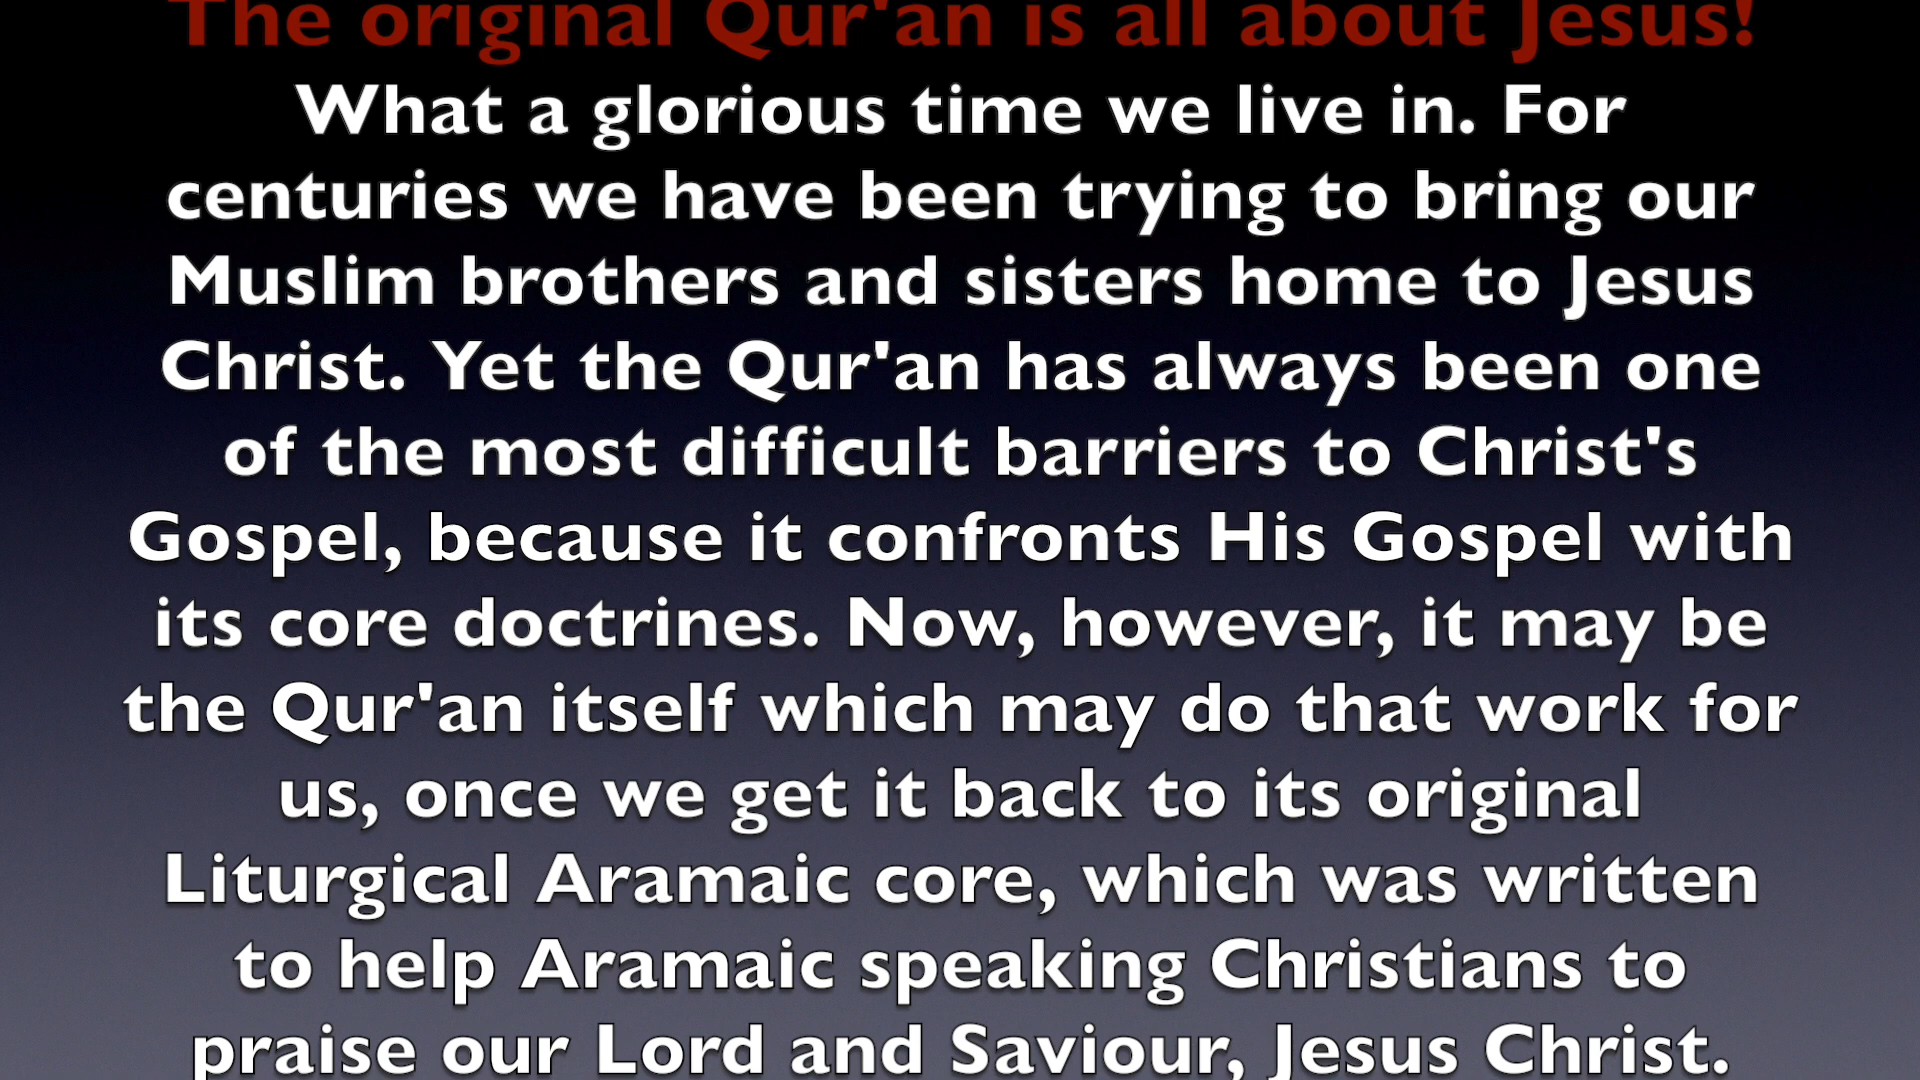 The original Qur'an is all about Jesus!
What a glorious time we live in. For
centuries we have been trying to bring our
Muslim brothers and sisters home to Jesus
Christ. Yet the Qur'an has always been one
of the most difficult barriers to Christ's
Gospel, because it confronts His Gospel with
its core doctrines. Now, however, it may be
the Qur'an itself which may do that work for
us, once we get it back to its original
Liturgical Aramaic core, which was written
to help Aramaic speaking Christians to
praise our Lord and Saviour, Jesus Christ.